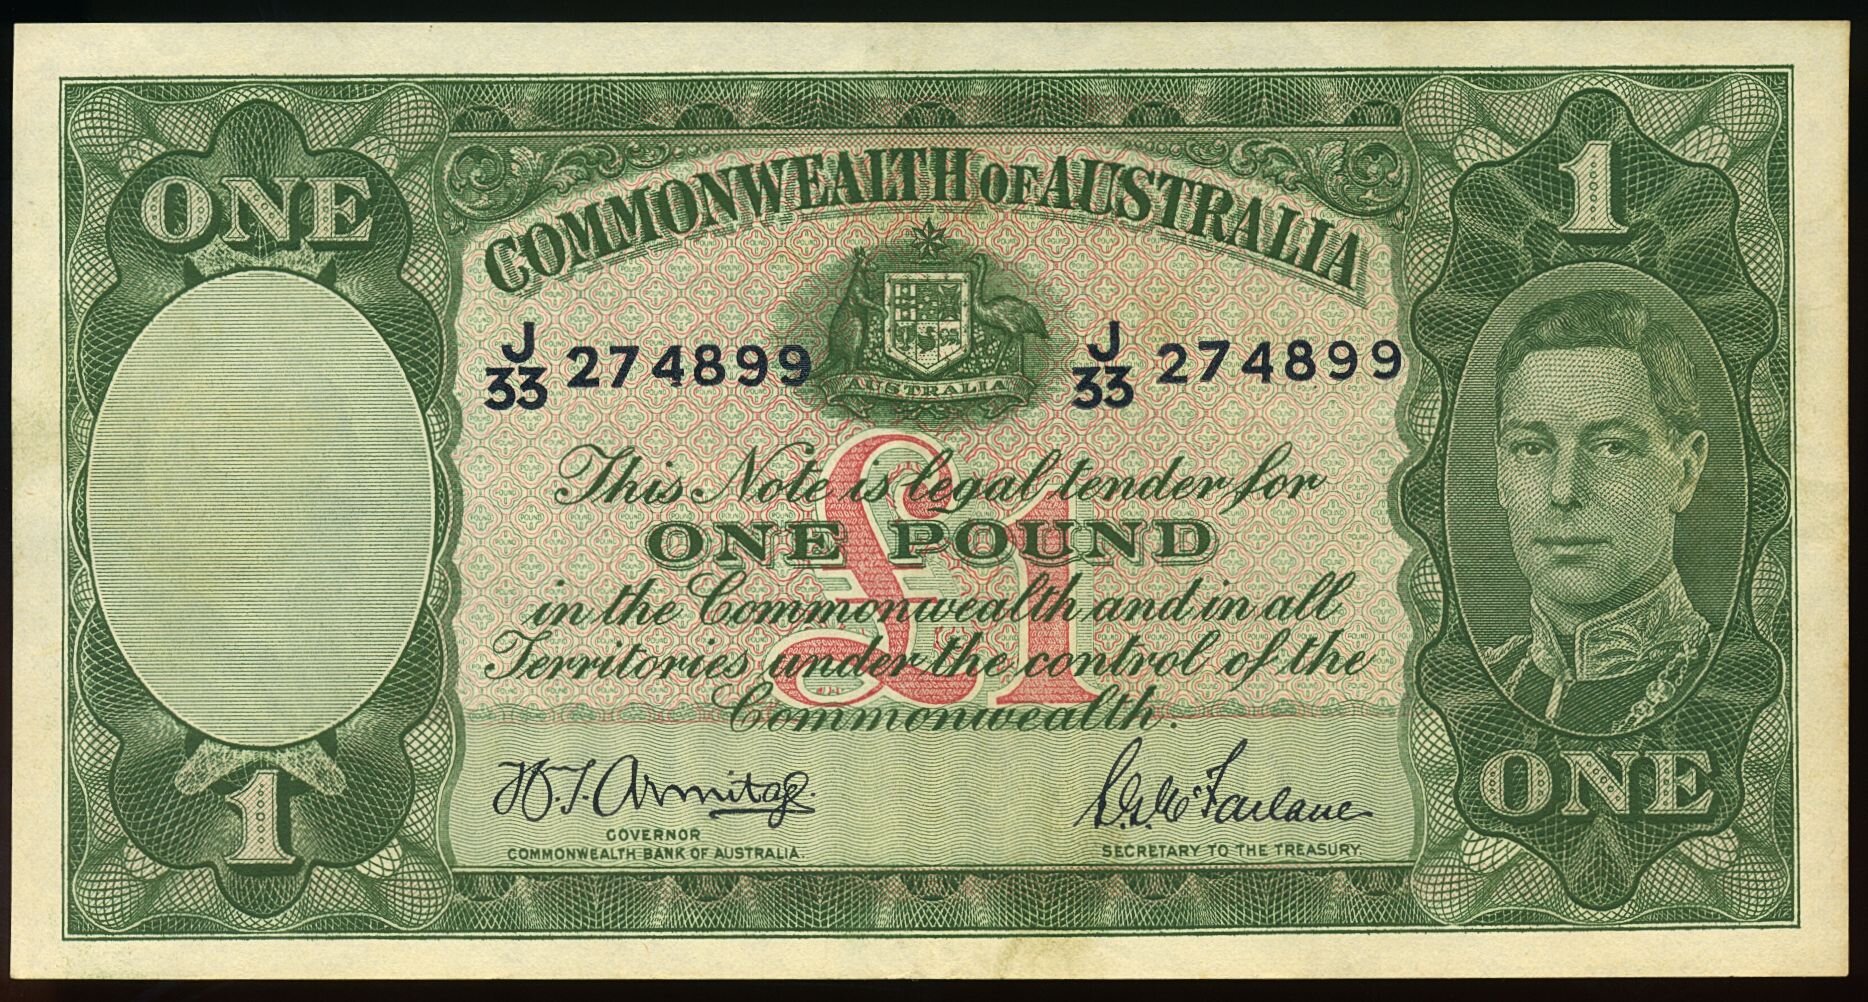 ONE
1
COMMONWEALTH OF AUSTRALIA
J/33 274899
J/33 274899
AUSTRALIA
This Note is legal tender for
ONE POUND
in the Commonwealth and in all
Territories under the control of the
Commonwealth.
£1
H.T. Armitage.
GOVERNOR
COMMONWEALTH BANK OF AUSTRALIA.
S.G. McFarlane
SECRETARY TO THE TREASURY.
1
ONE